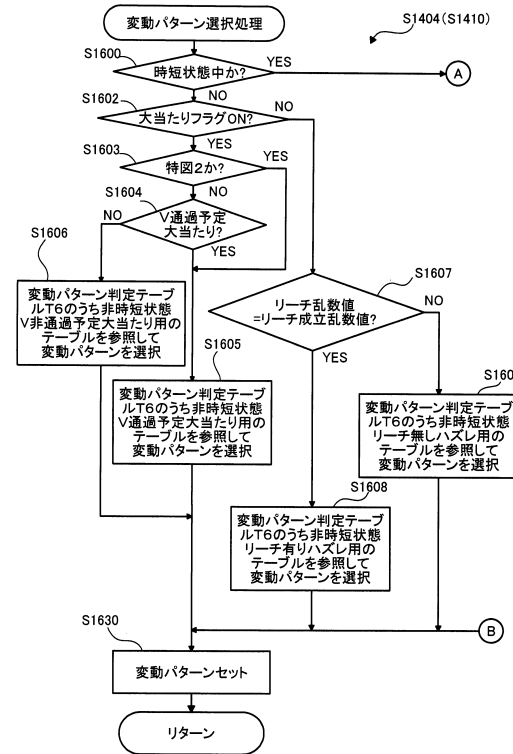 変動パターン選択処理
S1404(S1410)
S1600
時短状態中か?
YES
A
NO
S1602
大当たりフラグON?
NO
YES
S1603
特図2か?
YES
NO
S1604
V通過予定
大当たり?
NO
YES
S1606
変動パターン判定テーブ
ルT6のうち非時短状態
V非通過予定大当たり用の
テーブルを参照して
変動パターンを選択
S1605
変動パターン判定テーブ
ルT6のうち非時短状態
V通過予定大当たり用の
テーブルを参照して
変動パターンを選択
S1607
リーチ乱数値
=リーチ成立乱数値?
NO
YES
S160
変動パターン判定テーブ
ルT6のうち非時短状態
リーチ無しハズレ用の
テーブルを参照して
変動パターンを選択
S1608
変動パターン判定テーブ
ルT6のうち非時短状態
リーチ有りハズレ用の
テーブルを参照して
変動パターンを選択
B
S1630
変動パターンセット
リターン